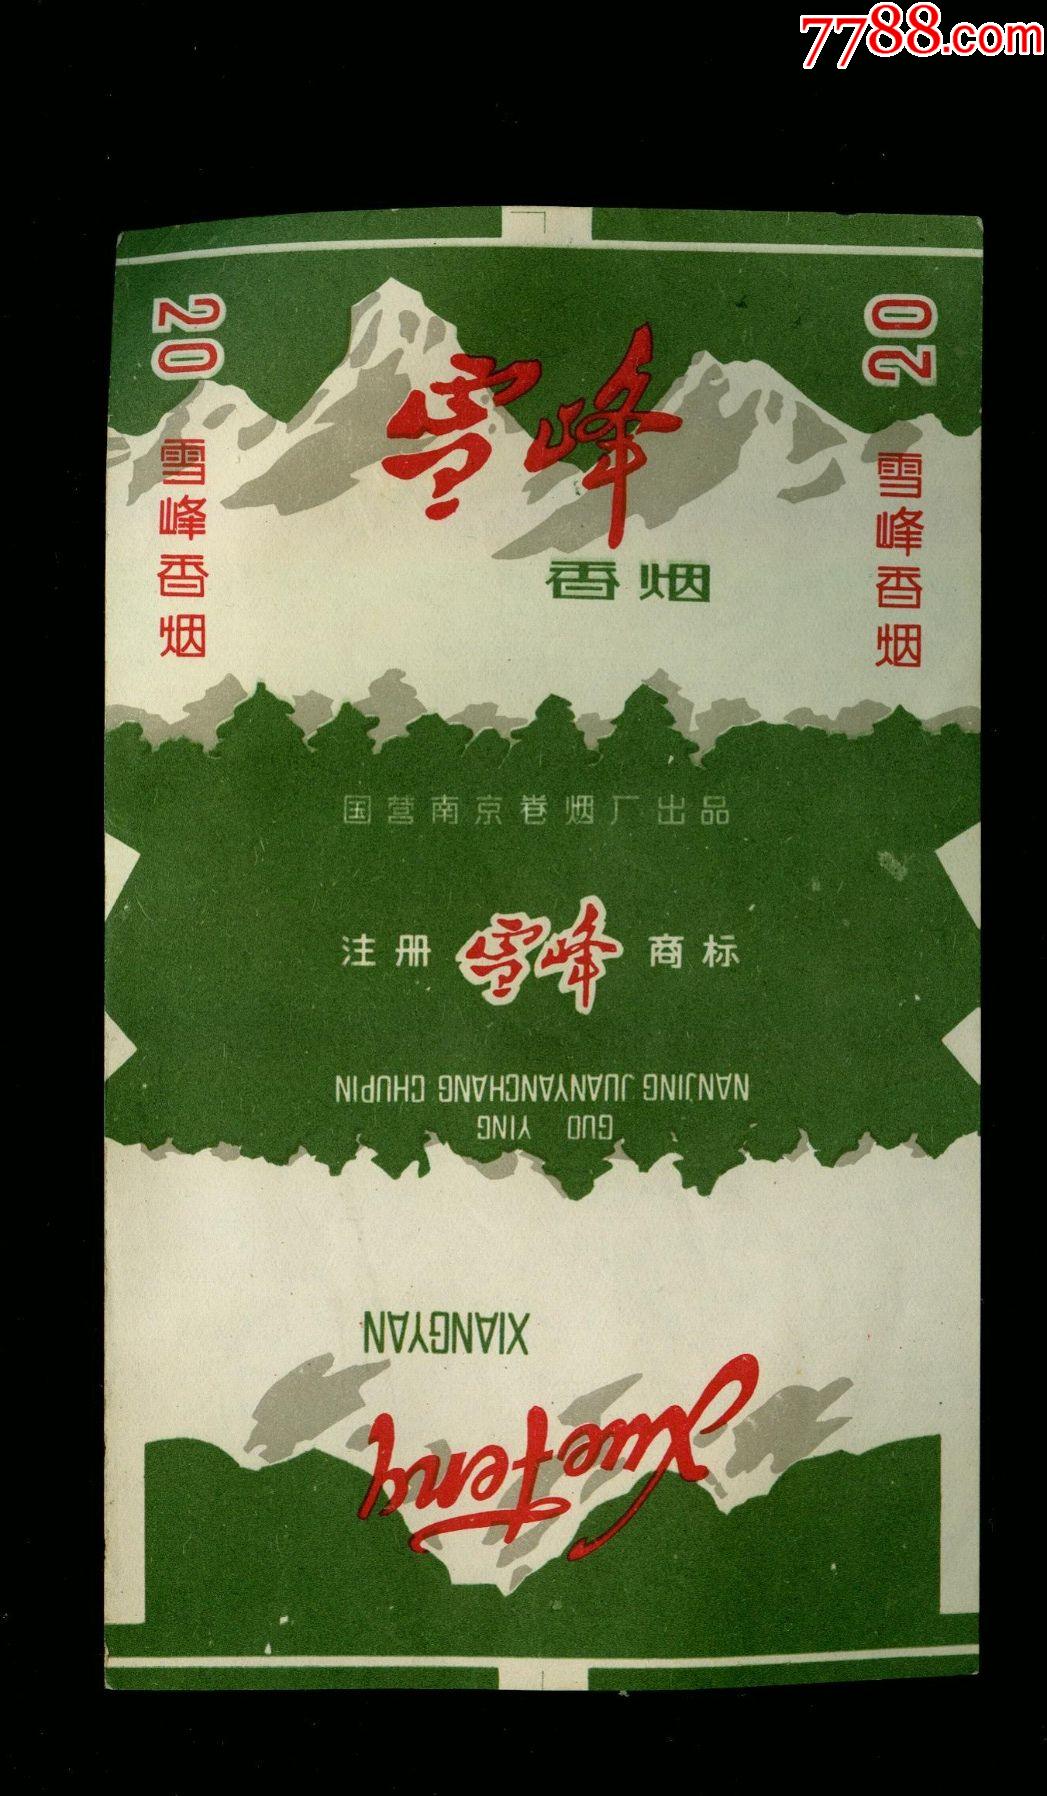 7788.com
20
20
雪峰
雪峰香烟
雪峰香烟
香烟
国营南京卷烟厂出品
注册 雪峰 商标
GUO YING
NANJING JUANYANCHANG CHUPIN
XueFeng
XIANGYAN